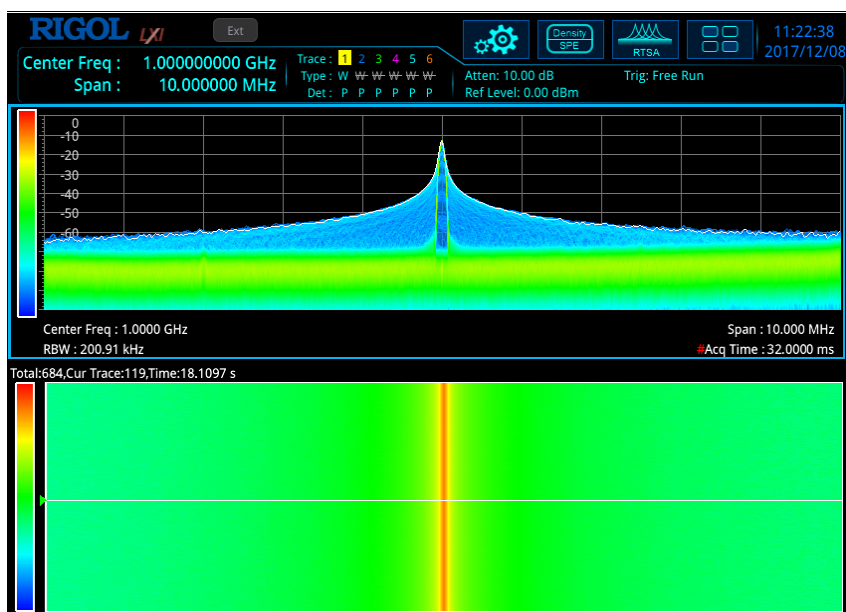 RIGOL LXI Ext Density SPE RTSA 11:22:38
2017/12/08
Center Freq : 1.000000000 GHz
Span : 10.000000 MHz
Trace : 1 2 3 4 5 6
Type : W W W W W W
Det : P P P P P P
Atten: 10.00 dB Trig: Free Run
Ref Level: 0.00 dBm
0
-10
-20
-30
-40
-50
-60
Center Freq : 1.0000 GHz Span : 10.000 MHz
RBW : 200.91 kHz #Acq Time : 32.0000 ms
Total:684,Cur Trace:119,Time:18.1097 s